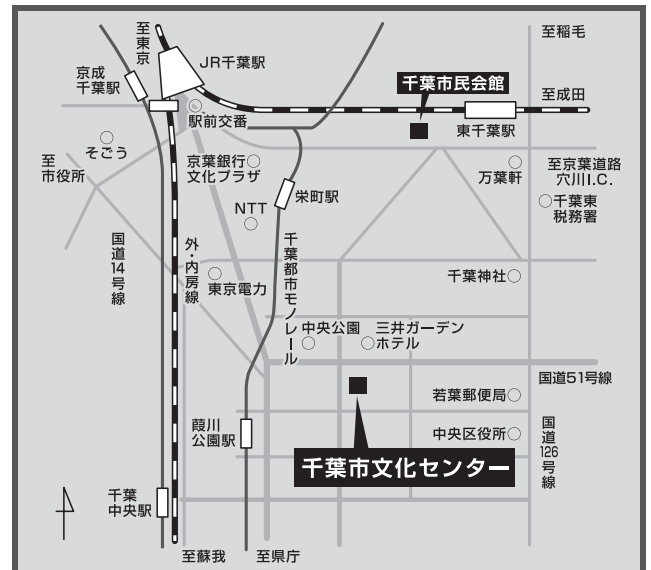 至東京
至稲毛
JR千葉駅
京成
千葉駅
千葉市民会館
至成田
駅前交番
東千葉駅
そごう
至
市役所
京葉銀行
文化プラザ
万葉軒
至京葉道路
穴川I.C.
栄町駅
千葉東
税務署
NTT
国道14号線
外・内房線
千葉都市モノレール
千葉神社
東京電力
中央公園
三井ガーデン
ホテル
国道51号線
若葉郵便局
葭川
公園駅
中央区役所
国道126号線
千葉市文化センター
千葉
中央駅
至蘇我
至県庁